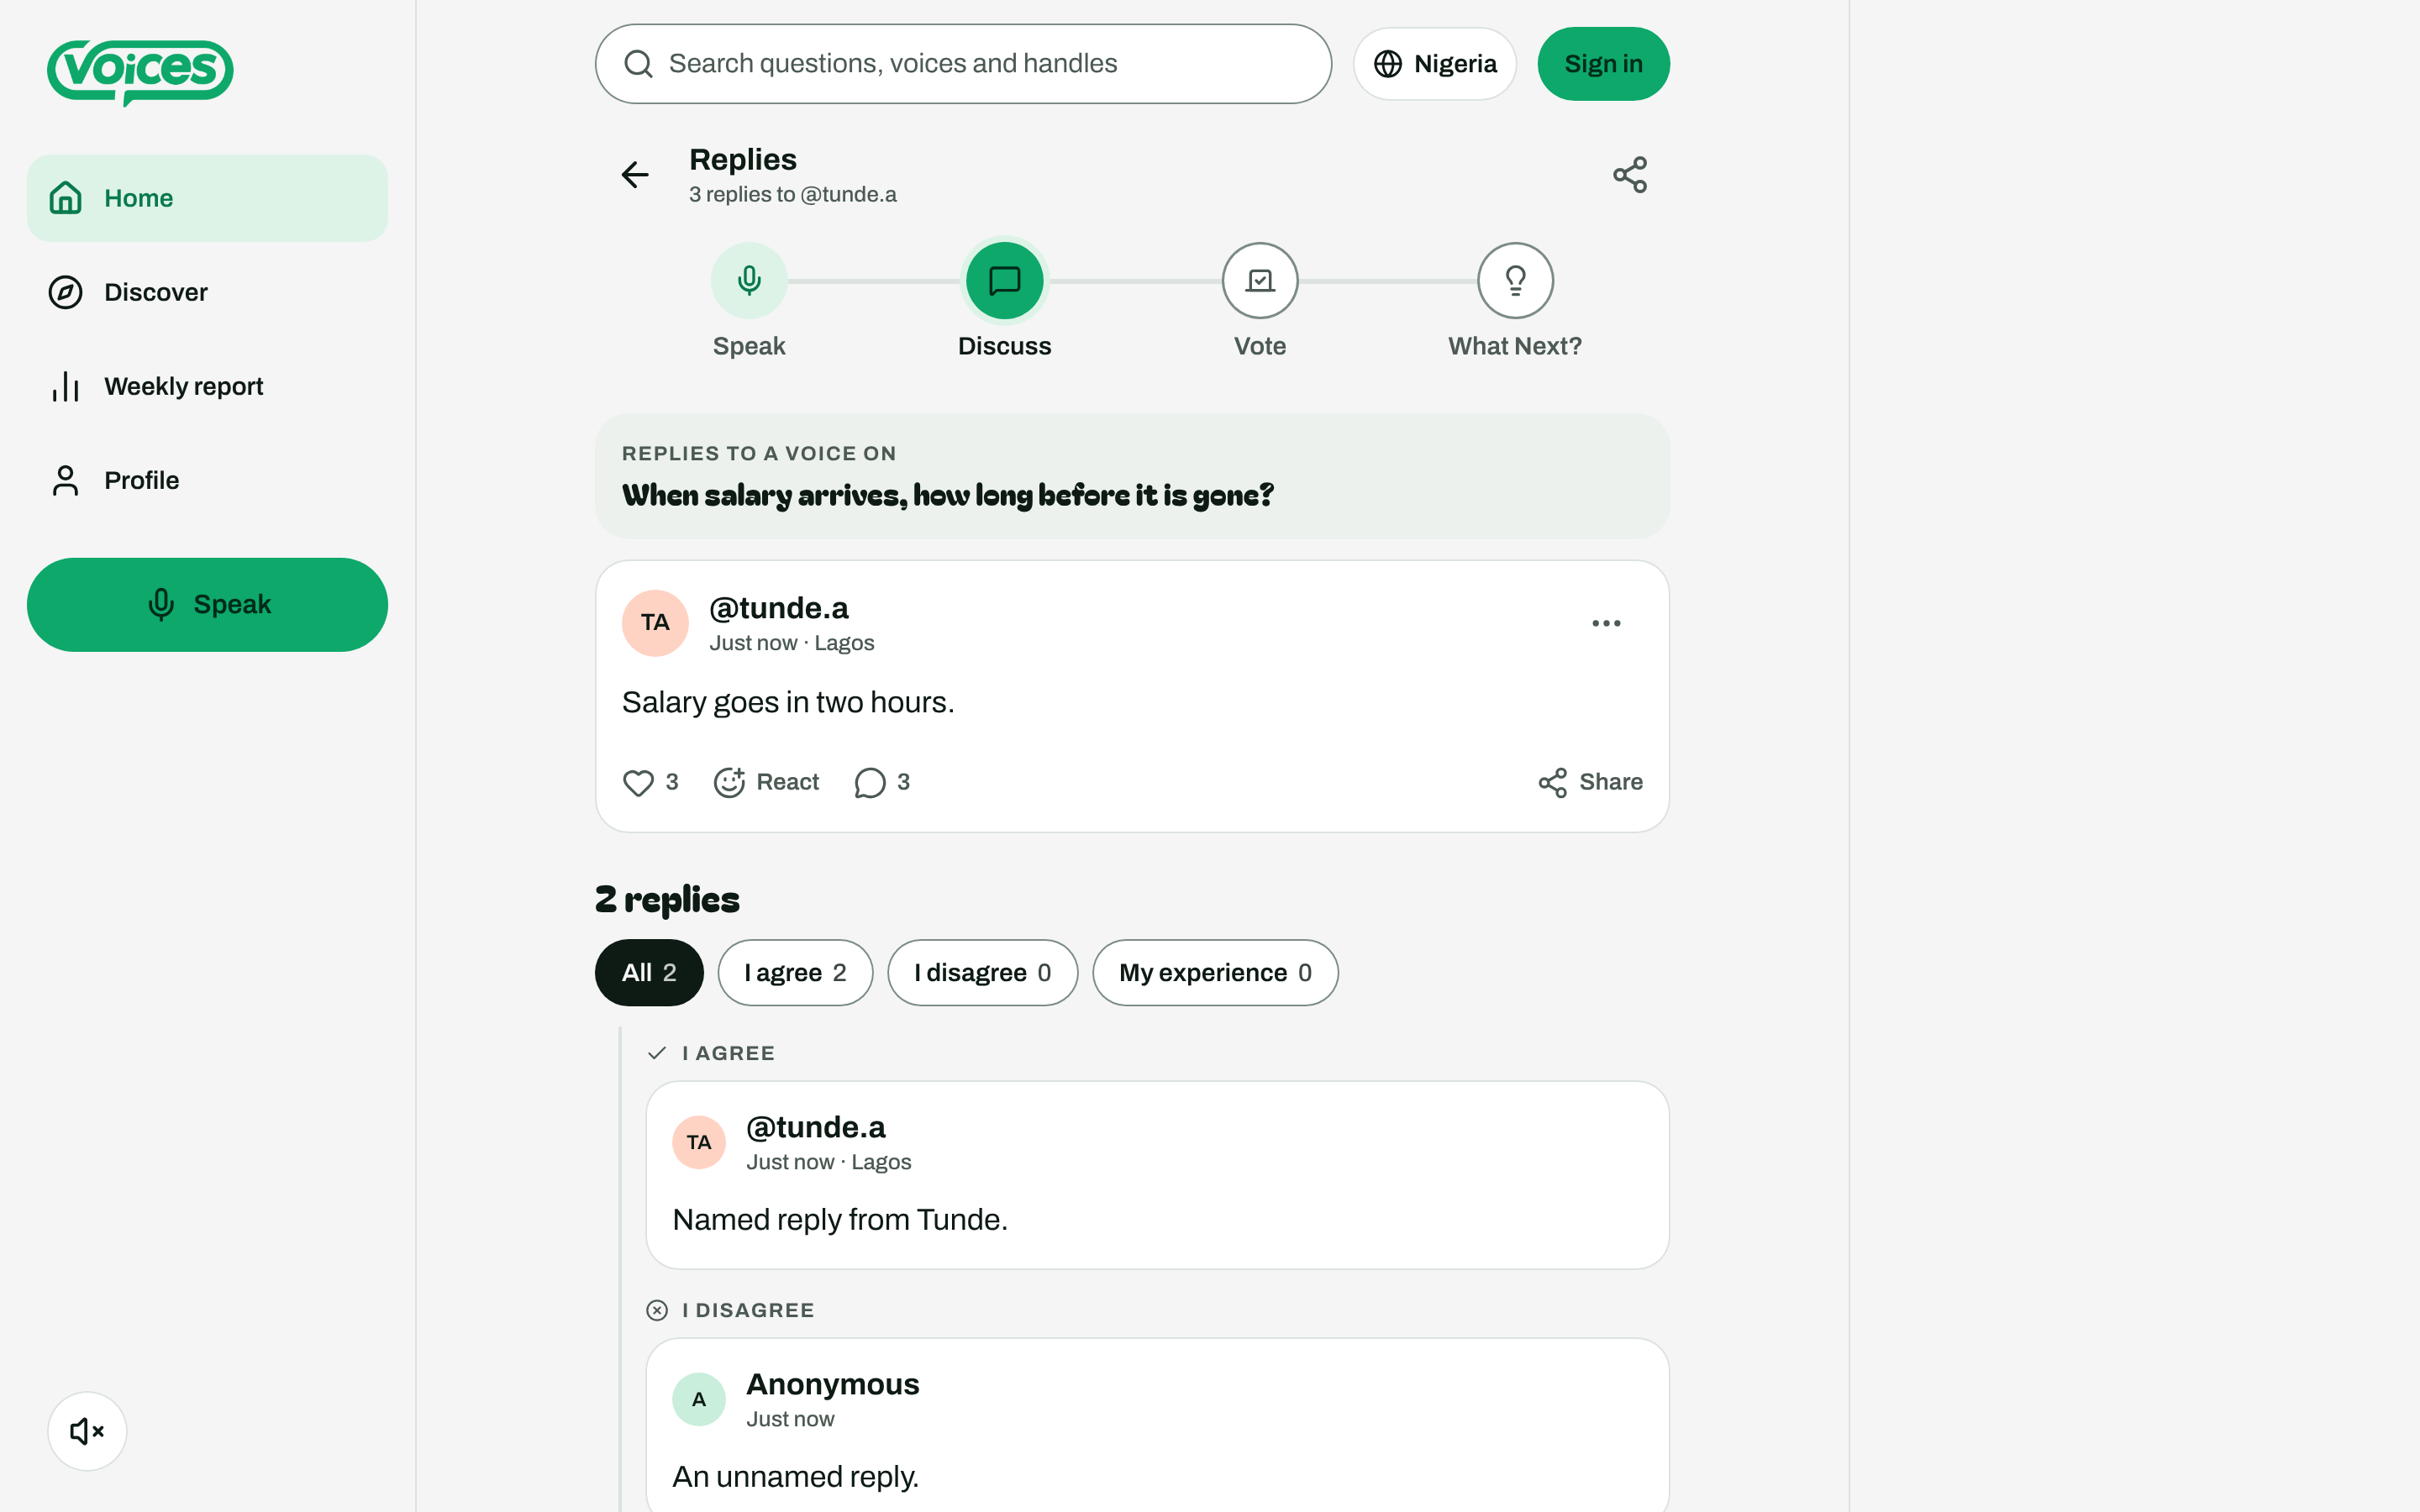 voices
Search questions, voices and handles
Nigeria
Sign in
Home
Discover
Weekly report
Profile
Speak
Replies
3 replies to @tunde.a
Speak
Discuss
Vote
What Next?
REPLIES TO A VOICE ON
When salary arrives, how long before it is gone?
TA
@tunde.a
Just now · Lagos
Salary goes in two hours.
3
React
3
Share
2 replies
All 2
I agree 2
I disagree 0
My experience 0
I AGREE
TA
@tunde.a
Just now · Lagos
Named reply from Tunde.
I DISAGREE
A
Anonymous
Just now
An unnamed reply.